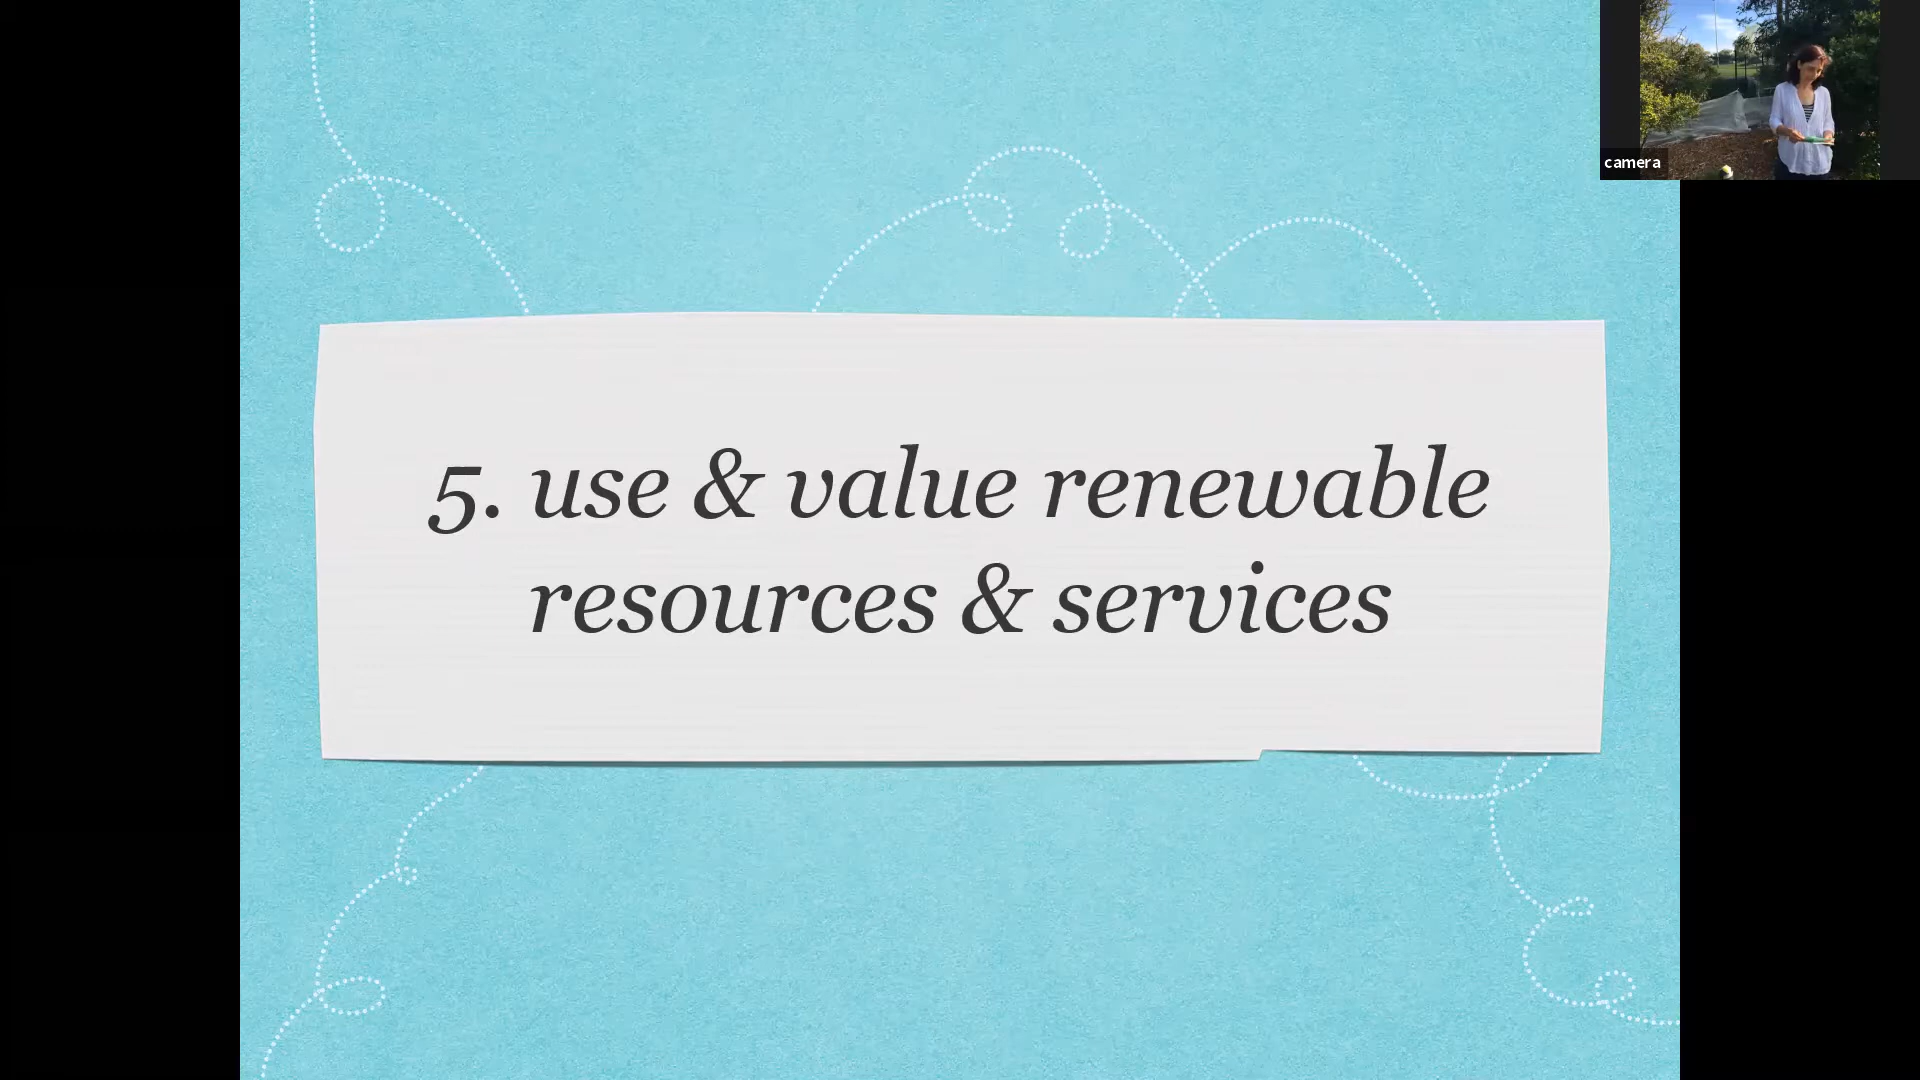 5. use & value renewable
resources & services
camera